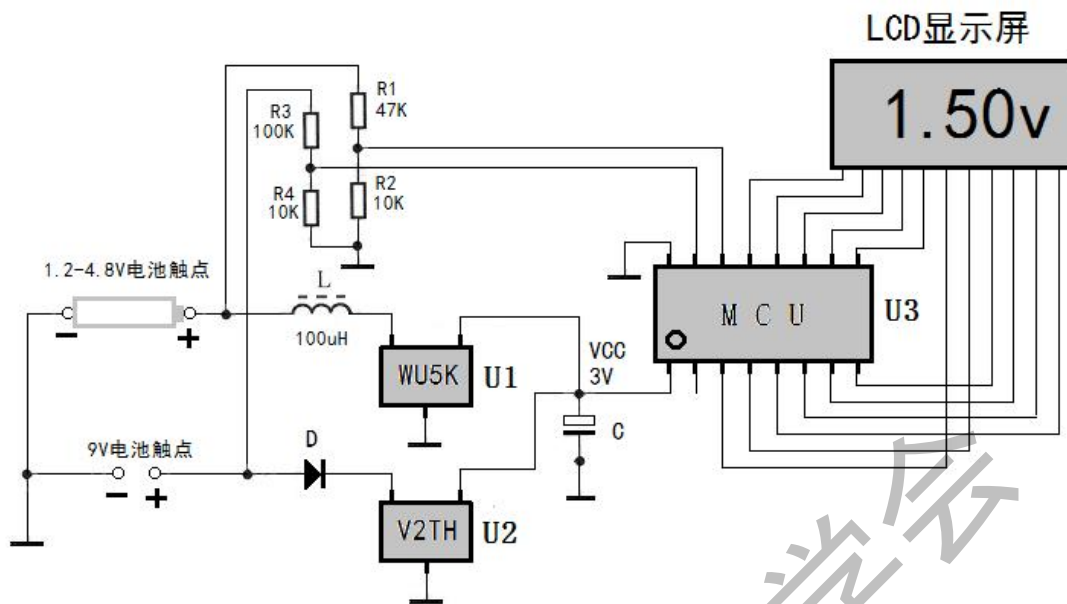 LCD显示屏
1.50v
R1
47K
R3
100K
R4
10K
R2
10K
1.2-4.8V电池触点
L
100uH
- +
WU5K
U1
VCC
3V
MCU
U3
C
9V电池触点
- +
D
V2TH
U2
学会